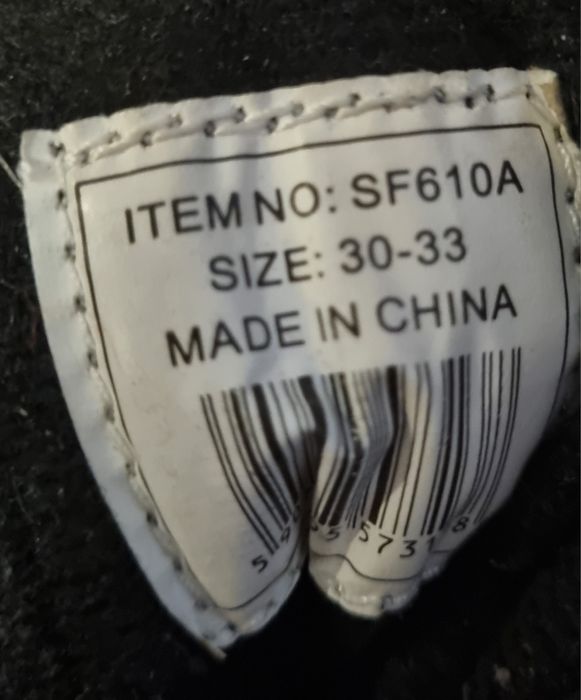 ITEM NO: SF610A
SIZE: 30-33
MADE IN CHINA